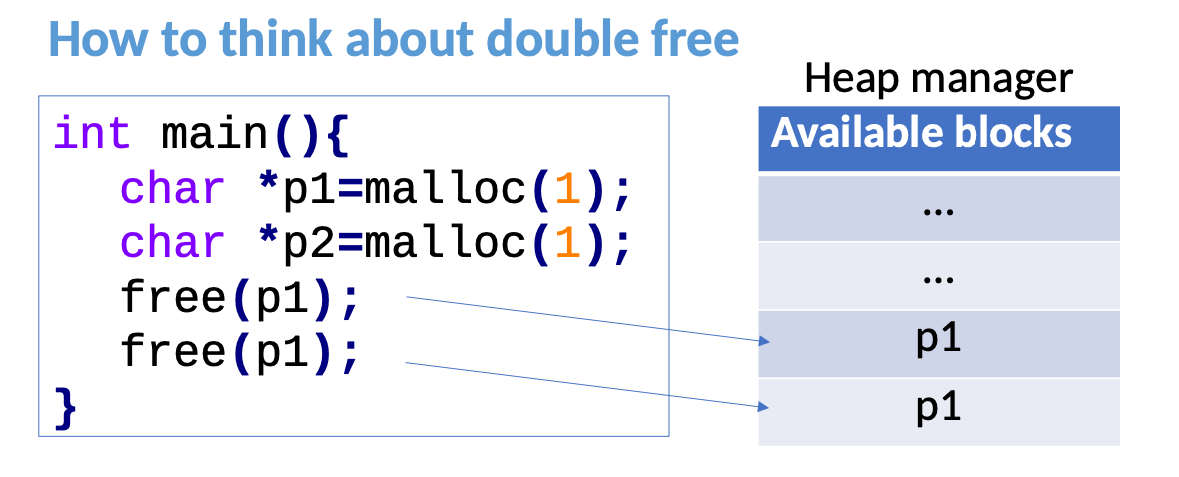 How to think about double free
int main(){
char *p1=malloc(1);
char *p2=malloc(1);
free(p1);
free(p1);
}
Heap manager
Available blocks
...
...
p1
p1